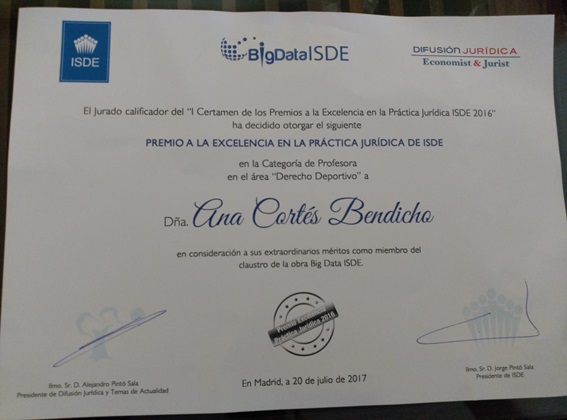 ISDE
BigDataISDE
DIFUSIÓN JURÍDICA
Economist & Jurist
El Jurado calificador del "I Certamen de los Premios a la Excelencia en la Práctica Jurídica ISDE 2016"
ha decidido otorgar el siguiente
PREMIO A LA EXCELENCIA EN LA PRÁCTICA JURÍDICA DE ISDE
en la Categoría de Profesora
en el área "Derecho Deportivo" a
Dña. Ana Cortés Bendicho
en consideración a sus extraordinarios méritos como miembro del
claustro de la obra Big Data ISDE.
Premio Excelencia
Práctica Jurídica 2016
Ilmo. Sr. D. Alejandro Pintó Sala
Presidente de Difusión Jurídica y Temas de Actualidad
En Madrid, a 20 de julio de 2017
Ilmo. Sr. D. Jorge Pintó Sala
Presidente de ISDE